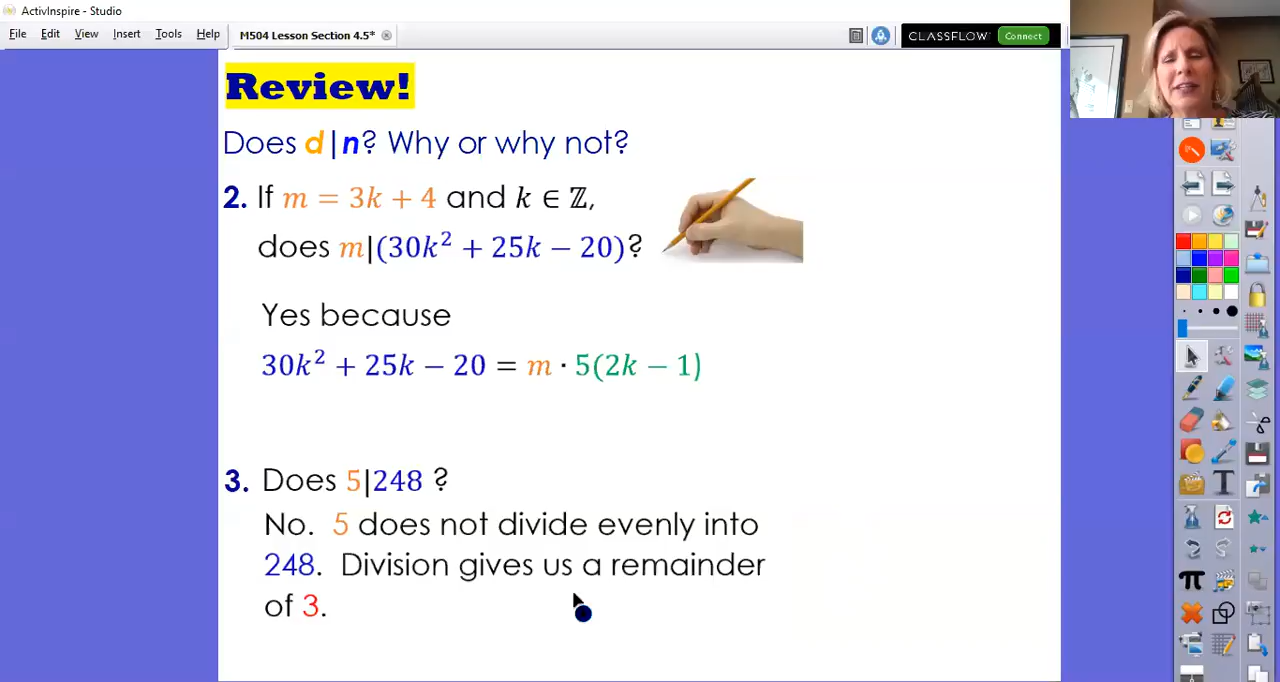 ActivInspire - Studio
File Edit View Insert Tools Help
M504 Lesson Section 4.5*
CLASSFLOW Connect
Review!
Does d|n? Why or why not?
2. If m = 3k + 4 and k ∈ ℤ,
does m|(30k² + 25k − 20)?
Yes because
30k² + 25k − 20 = m · 5(2k − 1)
3. Does 5|248 ?
No. 5 does not divide evenly into
248. Division gives us a remainder
of 3.